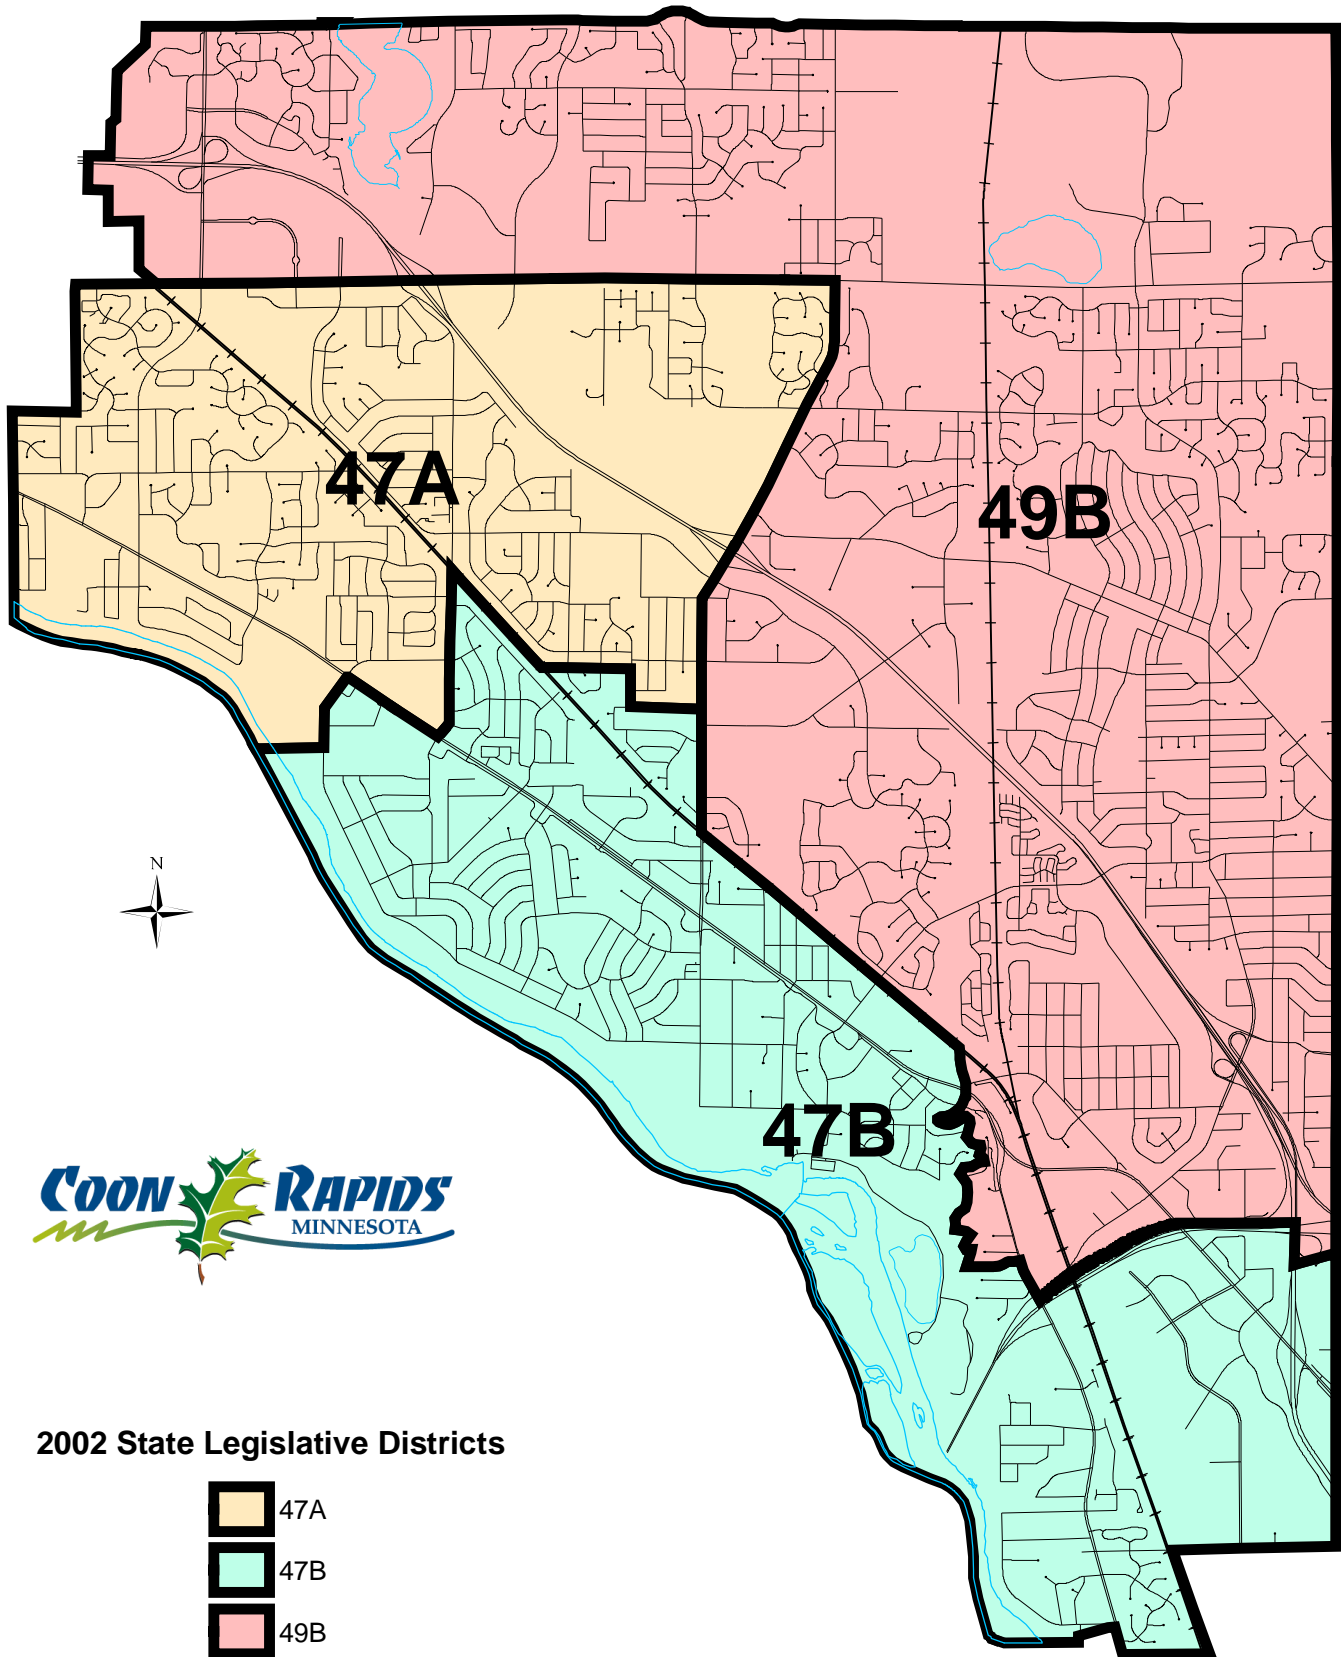 47A
49B
N
47B
COON RAPIDS
MINNESOTA
2002 State Legislative Districts
47A
47B
49B